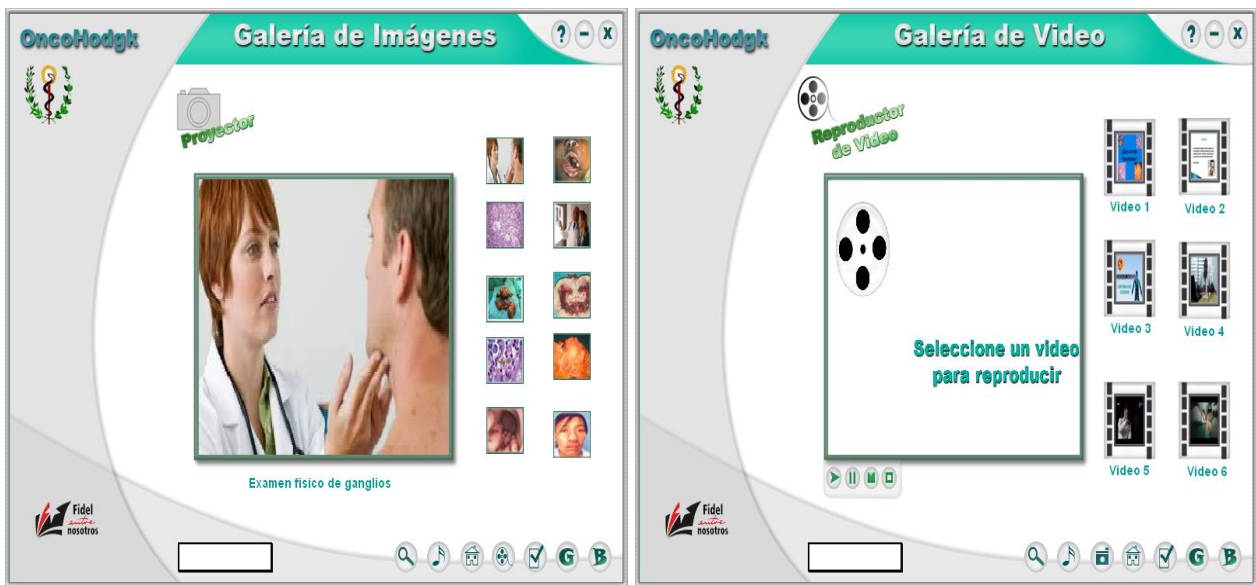 OncoHodgk
Galería de Imágenes
? - X
Proyector
Examen fisico de ganglios
Fidel
entre
nosotros
G B
OncoHodgk
Galería de Video
? - X
Reproductor
de Video
Video 1
Video 2
Video 3
Video 4
Seleccione un video
para reproducir
Video 5
Video 6
Fidel
entre
nosotros
G B